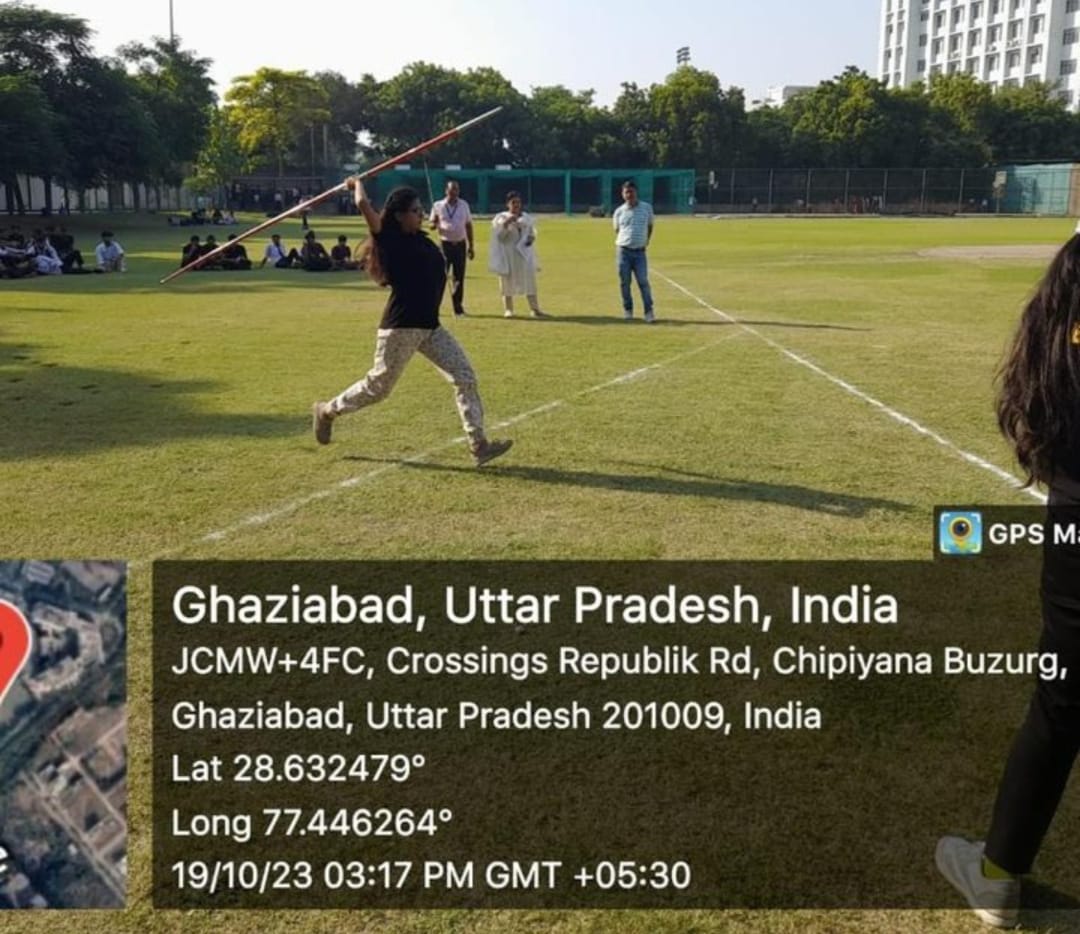 GPS Ma
Ghaziabad, Uttar Pradesh, India
JCMW+4FC, Crossings Republik Rd, Chipiyana Buzurg,
Ghaziabad, Uttar Pradesh 201009, India
Lat 28.632479°
Long 77.446264°
19/10/23 03:17 PM GMT +05:30